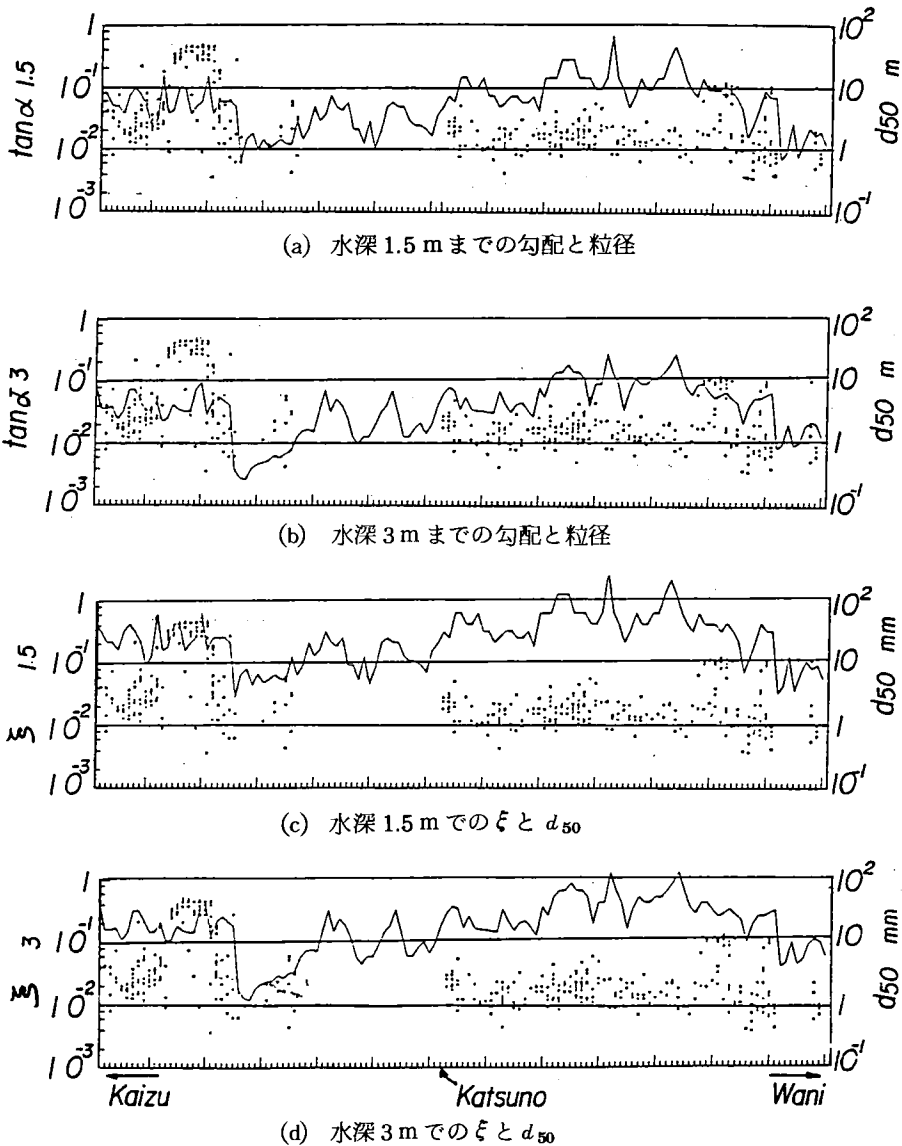 1
10⁻¹
10⁻²
10⁻³
tanα 1.5
10²
10
1
10⁻¹
d50 m
(a) 水深1.5 m までの勾配と粒径
1
10⁻¹
10⁻²
10⁻³
tanα 3
10²
10
1
10⁻¹
d50 m
(b) 水深3 m までの勾配と粒径
1
10⁻¹
10⁻²
10⁻³
ξ 1.5
10²
10
1
10⁻¹
d50 mm
(c) 水深1.5 m での ξ と d₅₀
1
10⁻¹
10⁻²
10⁻³
ξ 3
10²
10
1
10⁻¹
d50 mm
Kaizu Katsuno Wani
(d) 水深3 m での ξ と d₅₀